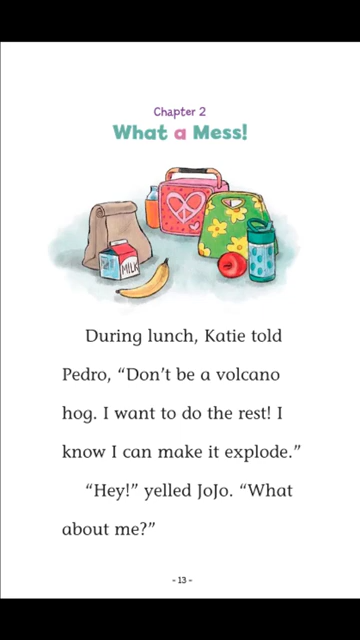 Chapter 2
What a Mess!
MILK
During lunch, Katie told
Pedro, “Don’t be a volcano
hog. I want to do the rest! I
know I can make it explode.”
“Hey!” yelled JoJo. “What
about me?”
- 13 -